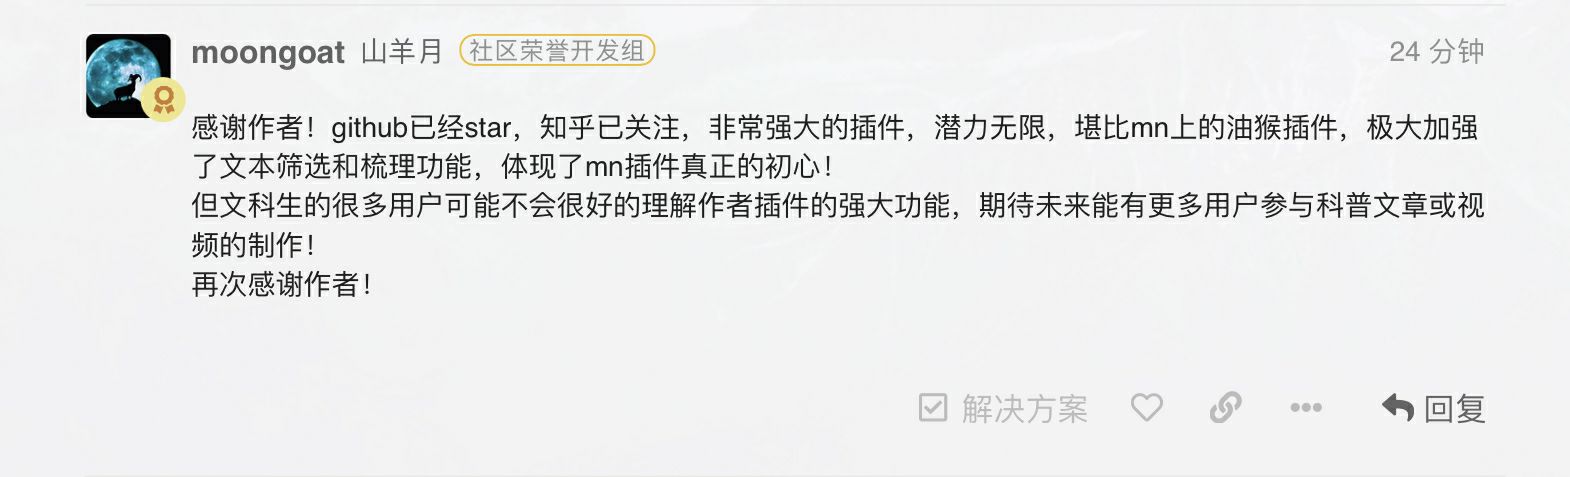 moongoat 山羊月 社区荣誉开发组 24 分钟
感谢作者！github已经star，知乎已关注，非常强大的插件，潜力无限，堪比mn上的油猴插件，极大加强
了文本筛选和梳理功能，体现了mn插件真正的初心！
但文科生的很多用户可能不会很好的理解作者插件的强大功能，期待未来能有更多用户参与科普文章或视
频的制作！
再次感谢作者！
解决方案 回复